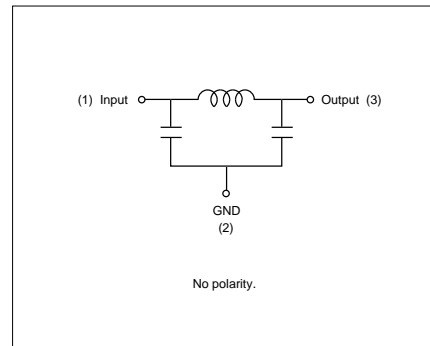 (1) Input
Output (3)
GND
(2)
No polarity.